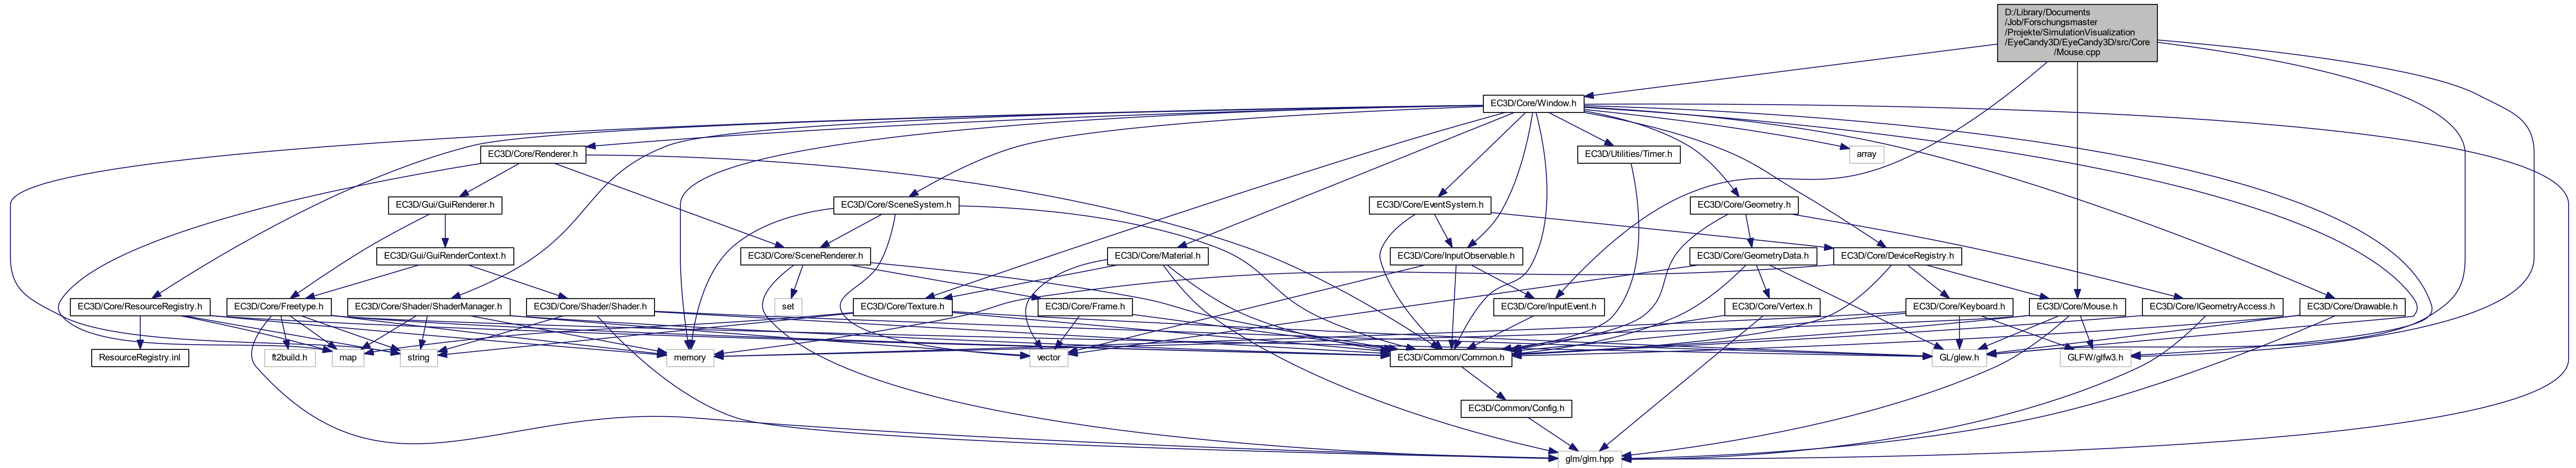 D:/Library/Documents
/Job/Forschungsmaster
/Projekte/SimulationVisualization
/EyeCandy3D/EyeCandy3D/src/Core
/Mouse.cpp
EC3D/Core/Window.h
EC3D/Core/Renderer.h
EC3D/Utilities/Timer.h
array
EC3D/Gui/GuiRenderer.h
EC3D/Core/SceneSystem.h
EC3D/Core/EventSystem.h
EC3D/Core/Geometry.h
EC3D/Gui/GuiRenderContext.h
EC3D/Core/SceneRenderer.h
EC3D/Core/Material.h
EC3D/Core/InputObservable.h
EC3D/Core/GeometryData.h
EC3D/Core/DeviceRegistry.h
EC3D/Core/ResourceRegistry.h
EC3D/Core/Freetype.h
EC3D/Core/Shader/ShaderManager.h
EC3D/Core/Shader/Shader.h
set
EC3D/Core/Texture.h
EC3D/Core/Frame.h
EC3D/Core/InputEvent.h
EC3D/Core/Vertex.h
EC3D/Core/Keyboard.h
EC3D/Core/Mouse.h
EC3D/Core/IGeometryAccess.h
EC3D/Core/Drawable.h
ResourceRegistry.inl
ft2build.h
map
string
memory
vector
EC3D/Common/Common.h
GL/glew.h
GLFW/glfw3.h
EC3D/Common/Config.h
glm/glm.hpp